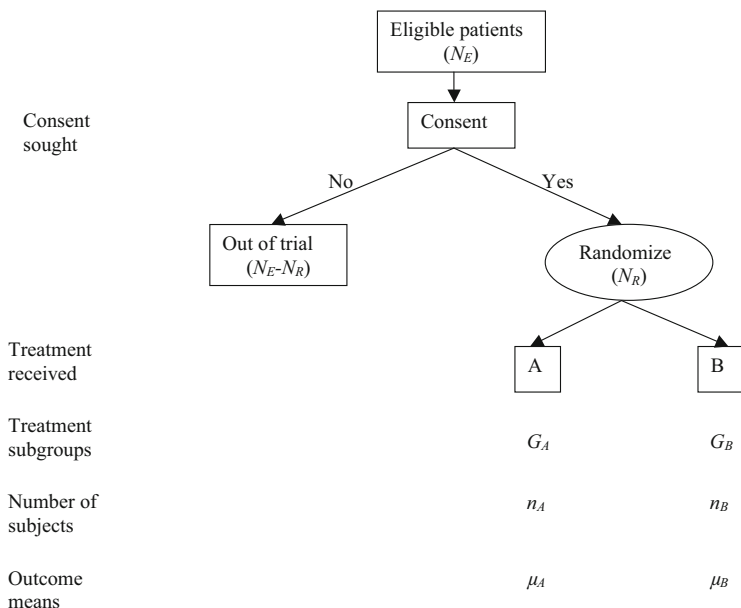 Eligible patients
(N_E)
Consent
sought
Consent
No
Yes
Out of trial
(N_E-N_R)
Randomize
(N_R)
Treatment
received
A
B
Treatment
subgroups
G_A
G_B
Number of
subjects
n_A
n_B
Outcome
means
μ_A
μ_B